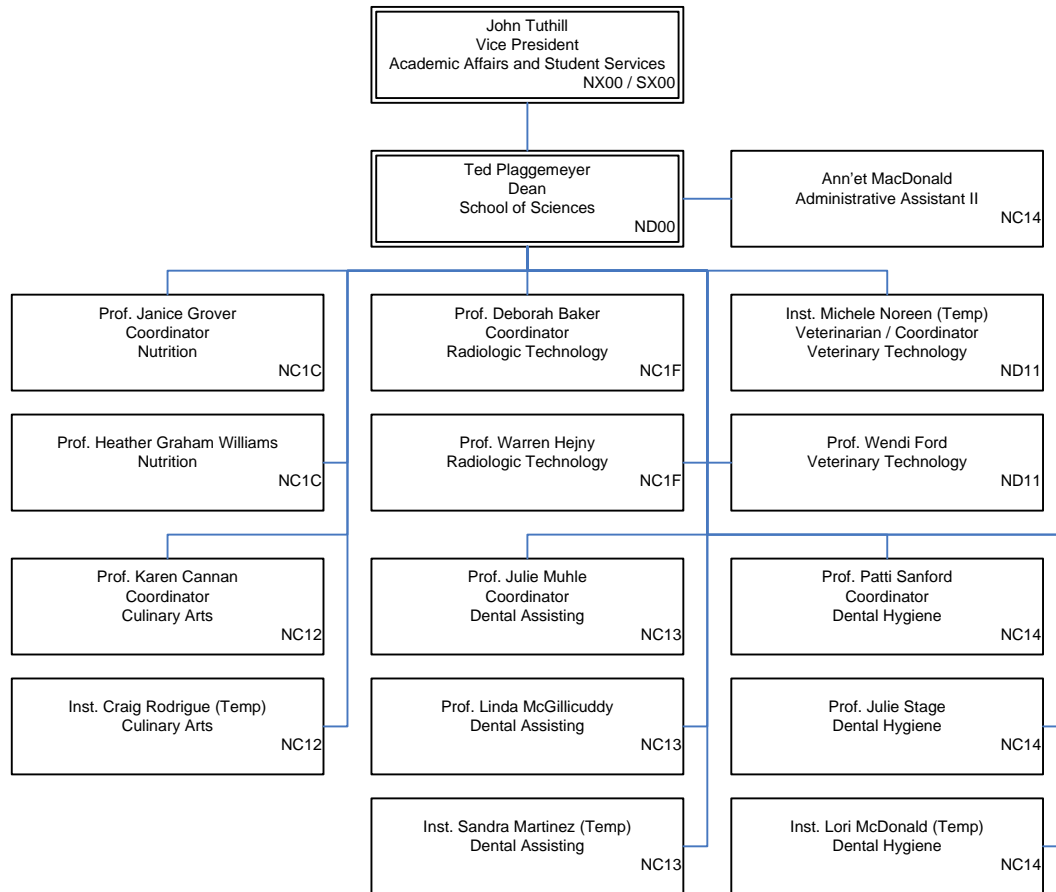 John Tuthill
Vice President
Academic Affairs and Student Services
NX00 / SX00
Ted Plaggemeyer
Dean
School of Sciences
ND00
Ann'et MacDonald
Administrative Assistant II
NC14
Prof. Janice Grover
Coordinator
Nutrition
NC1C
Prof. Deborah Baker
Coordinator
Radiologic Technology
NC1F
Inst. Michele Noreen (Temp)
Veterinarian / Coordinator
Veterinary Technology
ND11
Prof. Heather Graham Williams
Nutrition
NC1C
Prof. Warren Hejny
Radiologic Technology
NC1F
Prof. Wendi Ford
Veterinary Technology
ND11
Prof. Karen Cannan
Coordinator
Culinary Arts
NC12
Prof. Julie Muhle
Coordinator
Dental Assisting
NC13
Prof. Patti Sanford
Coordinator
Dental Hygiene
NC14
Inst. Craig Rodrigue (Temp)
Culinary Arts
NC12
Prof. Linda McGillicuddy
Dental Assisting
NC13
Prof. Julie Stage
Dental Hygiene
NC14
Inst. Sandra Martinez (Temp)
Dental Assisting
NC13
Inst. Lori McDonald (Temp)
Dental Hygiene
NC14